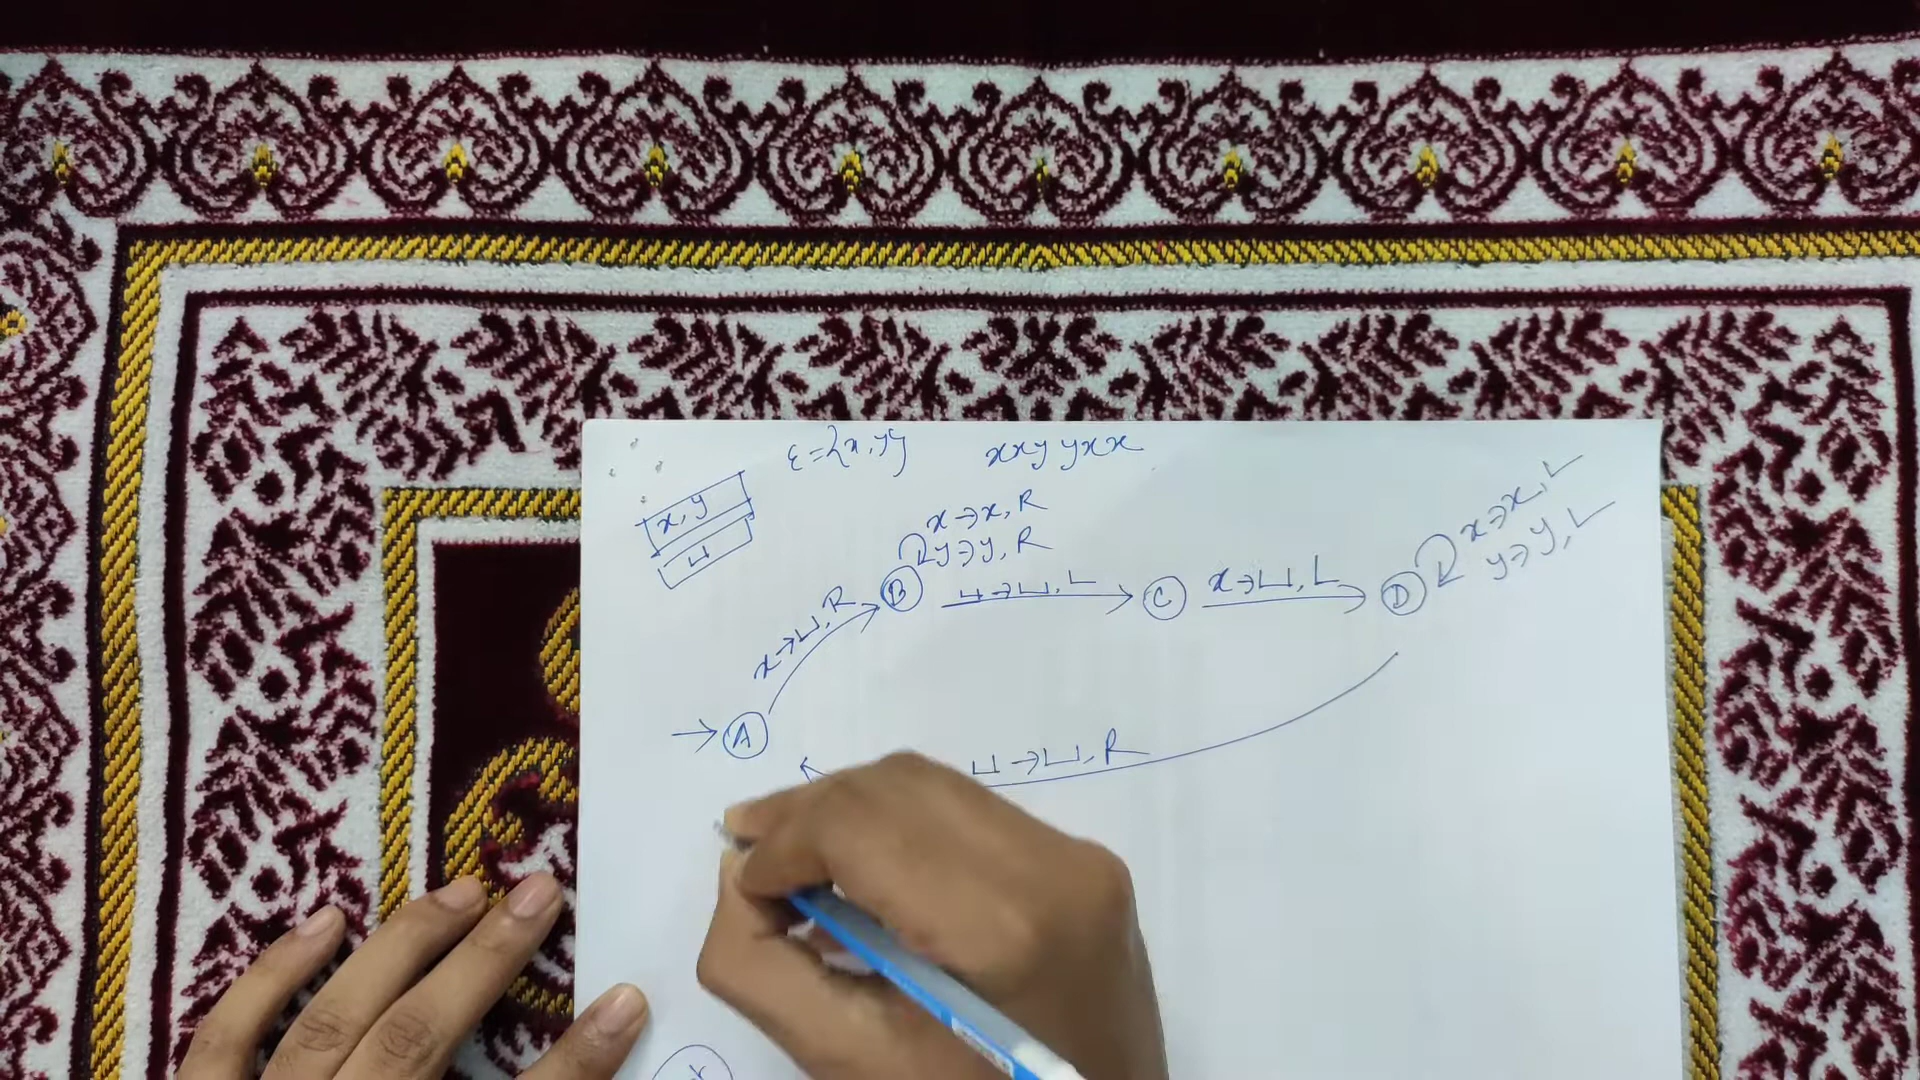 ε = {x, y}
xxyyxx
x, y
⊔
x → x, R
y → y, R
x → x, L
y → y, L
x → ⊔, R
B
⊔ → ⊔, L
C
x → ⊔, L
D
→ A
⊔ → ⊔, R